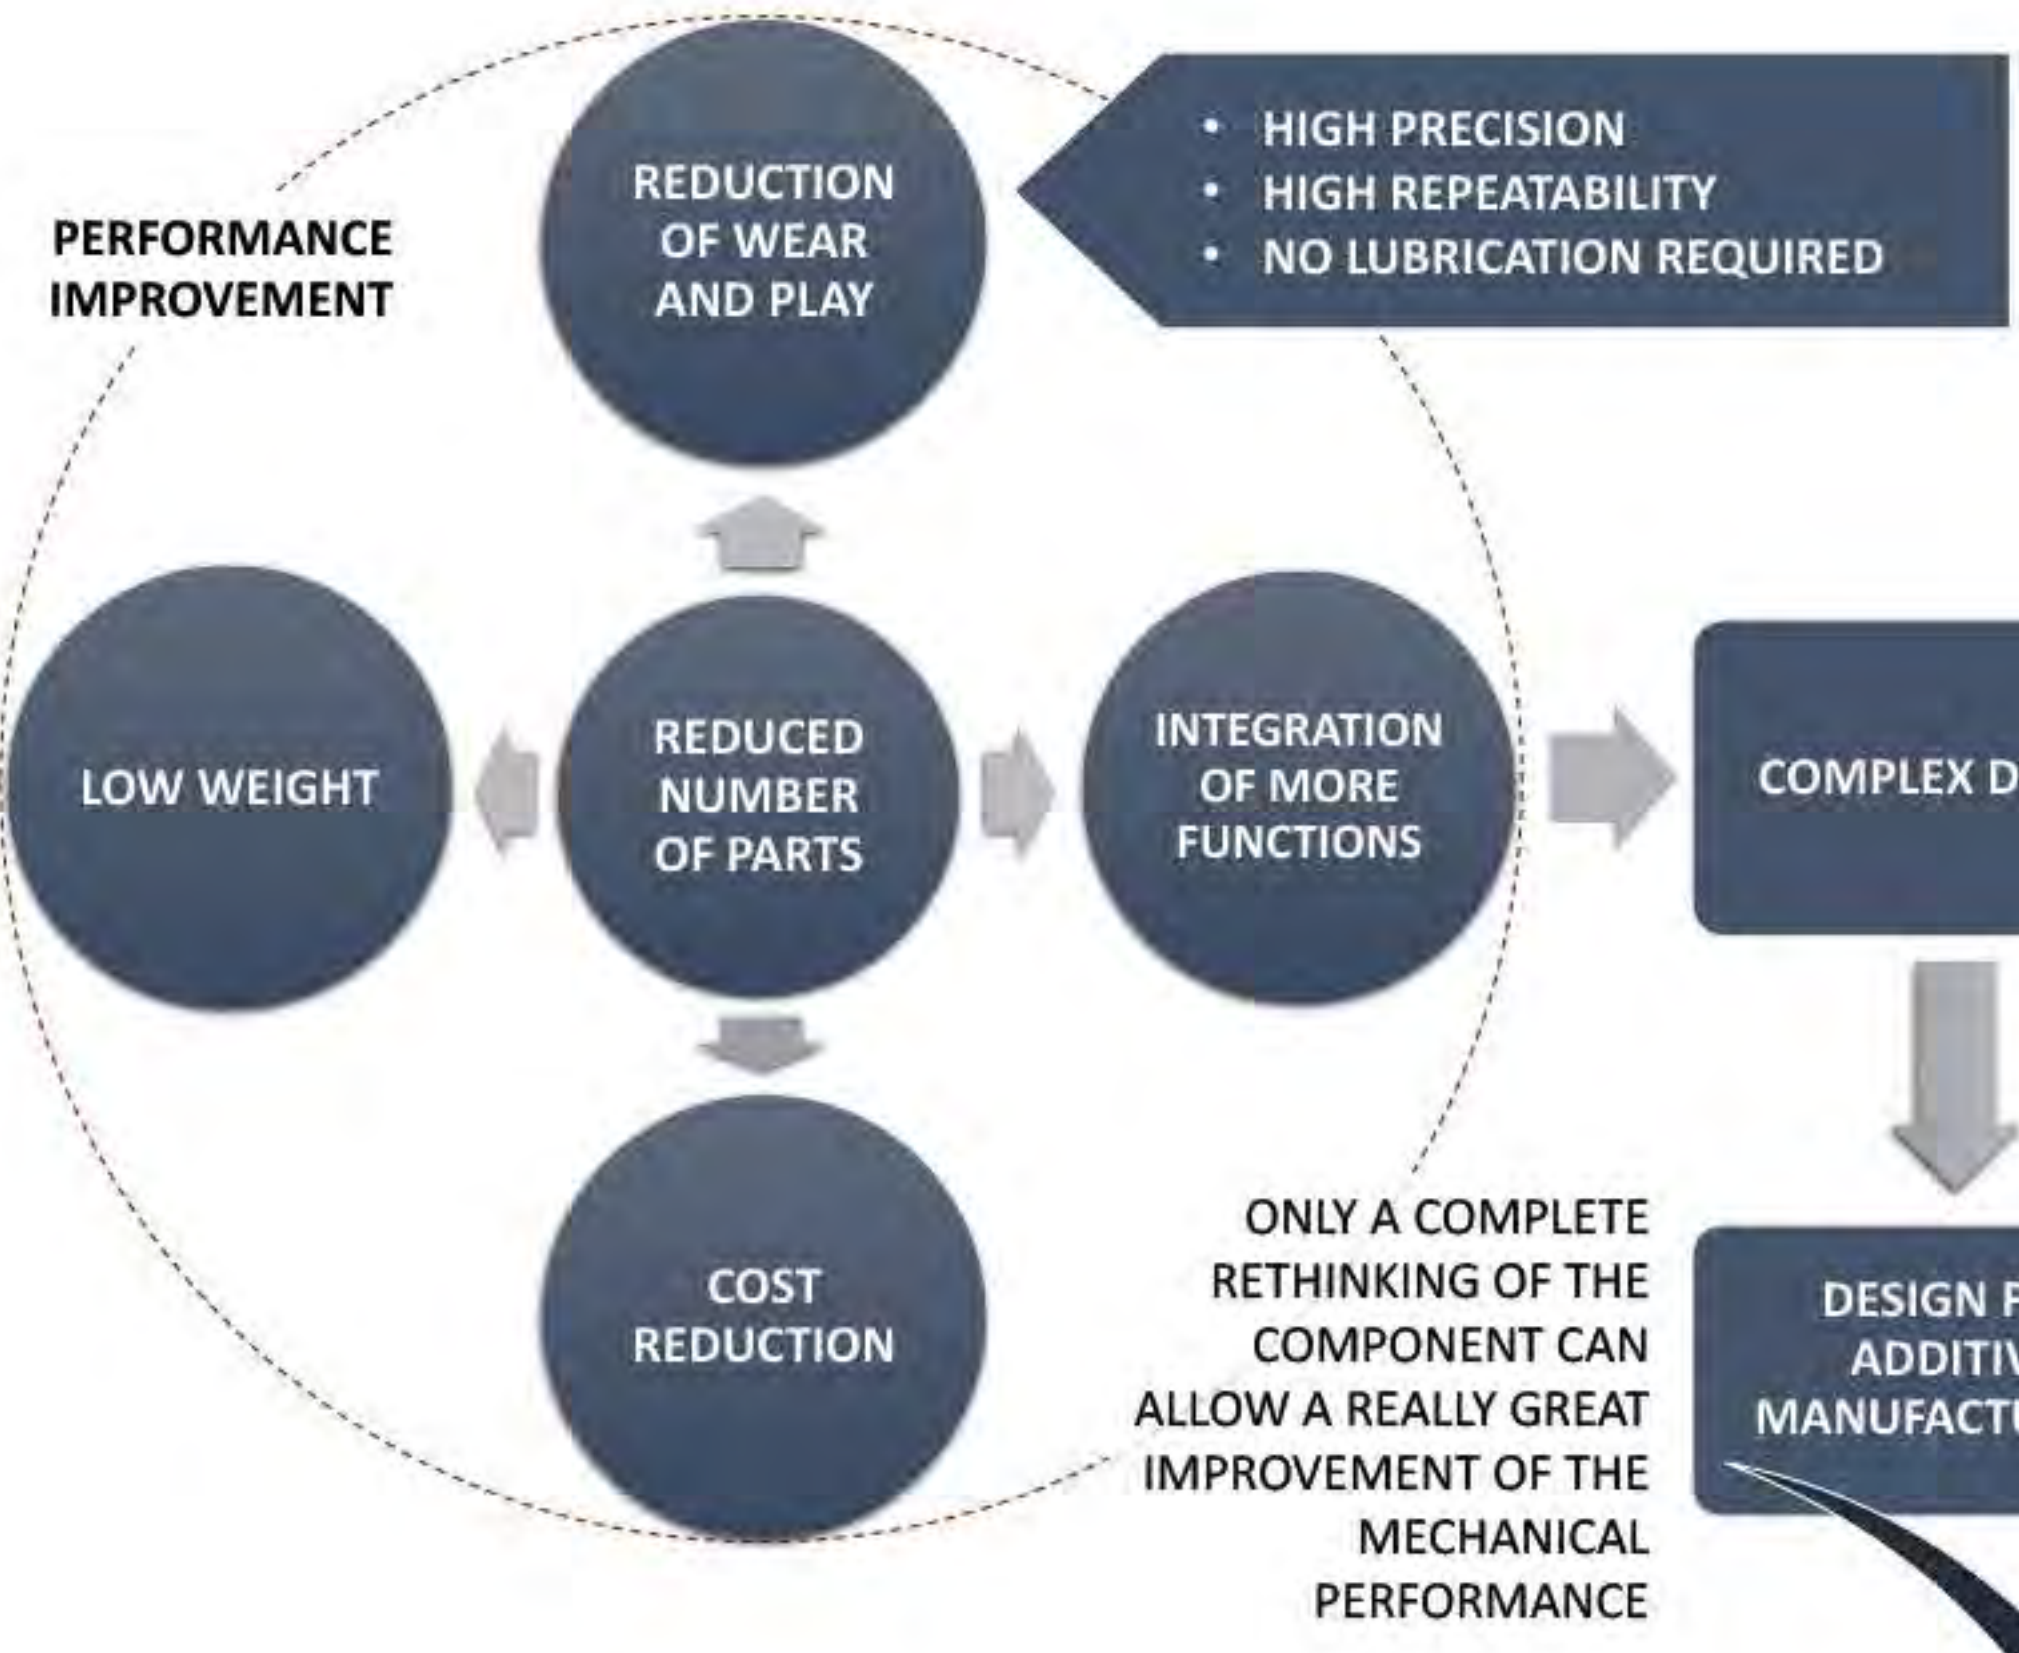 PERFORMANCE
IMPROVEMENT
REDUCTION
OF WEAR
AND PLAY
• HIGH PRECISION
• HIGH REPEATABILITY
• NO LUBRICATION REQUIRED
LOW WEIGHT
REDUCED
NUMBER
OF PARTS
INTEGRATION
OF MORE
FUNCTIONS
COMPLEX
COST
REDUCTION
ONLY A COMPLETE
RETHINKING OF THE
COMPONENT CAN
ALLOW A REALLY GREAT
IMPROVEMENT OF THE
MECHANICAL
PERFORMANCE
DESIGN